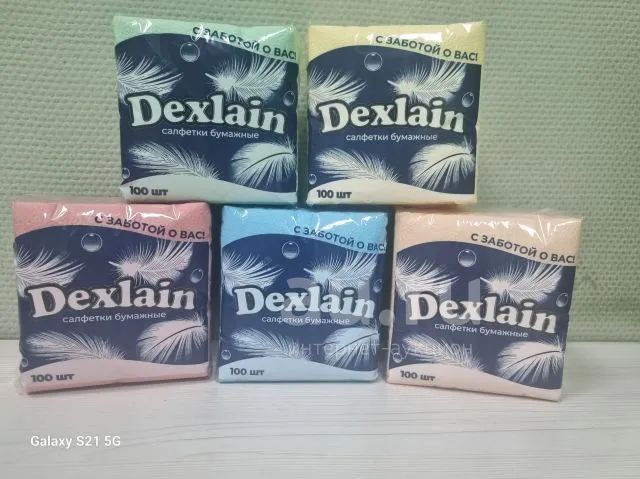 С ЗАБОТОЙ О ВАС!
Dexlain
салфетки бумажные
100 шт
С ЗАБОТОЙ О ВАС!
Dexlain
салфетки бумажные
100 шт
С ЗАБОТОЙ О ВАС!
Dexlain
салфетки бумажные
100 шт
С ЗАБОТОЙ О ВАС!
Dexlain
салфетки бумажные
100 шт
С ЗАБОТОЙ О ВАС!
Dexlain
салфетки бумажные
100 шт
интернет-аукцион
Galaxy S21 5G